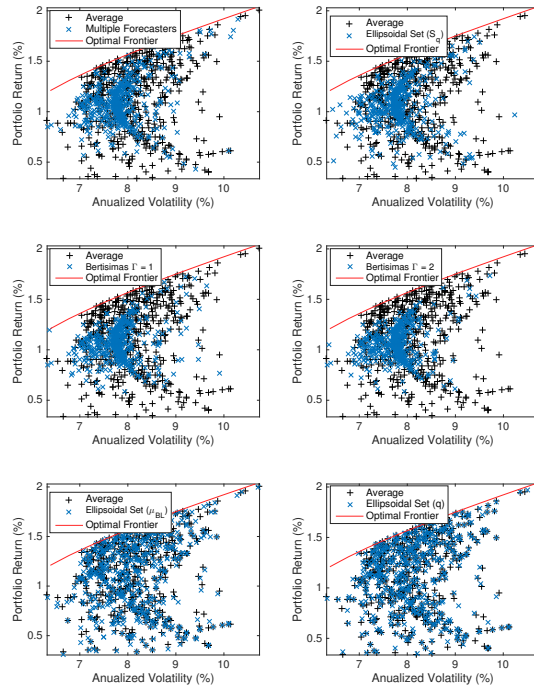 2
1.5
1
0.5
Portfolio Return (%)
Average
Multiple Forecasters
Optimal Frontier
7 8 9 10
Anualized Volatility (%)
2
1.5
1
0.5
Portfolio Return (%)
Average
Ellipsoidal Set (S_q)
Optimal Frontier
7 8 9 10
Anualized Volatility (%)
2
1.5
1
0.5
Portfolio Return (%)
Average
Bertisimas Γ = 1
Optimal Frontier
7 8 9 10
Anualized Volatility (%)
2
1.5
1
0.5
Portfolio Return (%)
Average
Bertisimas Γ = 2
Optimal Frontier
7 8 9 10
Anualized Volatility (%)
2
1.5
1
0.5
Portfolio Return (%)
Average
Ellipsoidal Set (μ_BL)
Optimal Frontier
7 8 9 10
Anualized Volatility (%)
2
1.5
1
0.5
Portfolio Return (%)
Average
Ellipsoidal Set (q)
Optimal Frontier
7 8 9 10
Anualized Volatility (%)